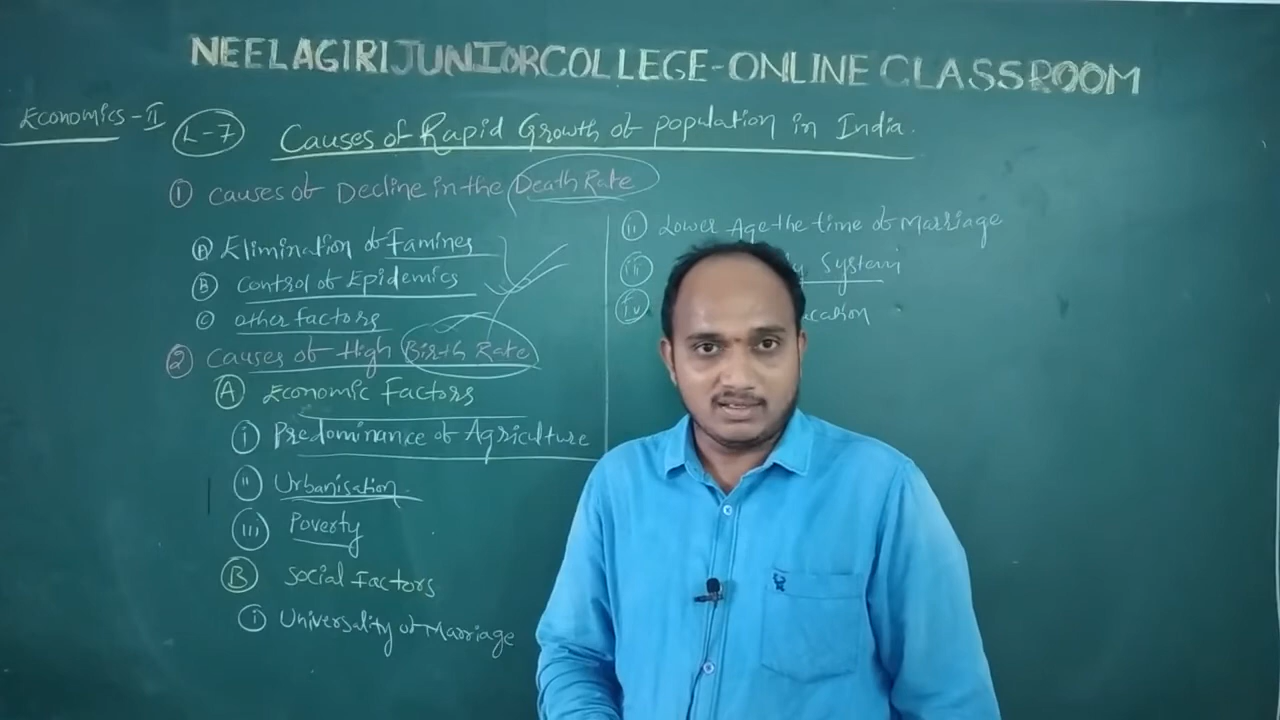 NEELAGIRI JUNIOR COLLEGE-ONLINE CLASSROOM
Economics-II
L-7 Causes of Rapid Growth of population in India.
1 Causes of Decline in the Death Rate
A Elimination of Famines
B Control of Epidemics
C other factors
2 Causes of High Birth Rate
A Economic Factors
i Predominance of Agriculture
ii Urbanisation
iii Poverty
B Social Factors
i Universality of Marriage
ii Lower Age the time of Marriage
iii System
iv